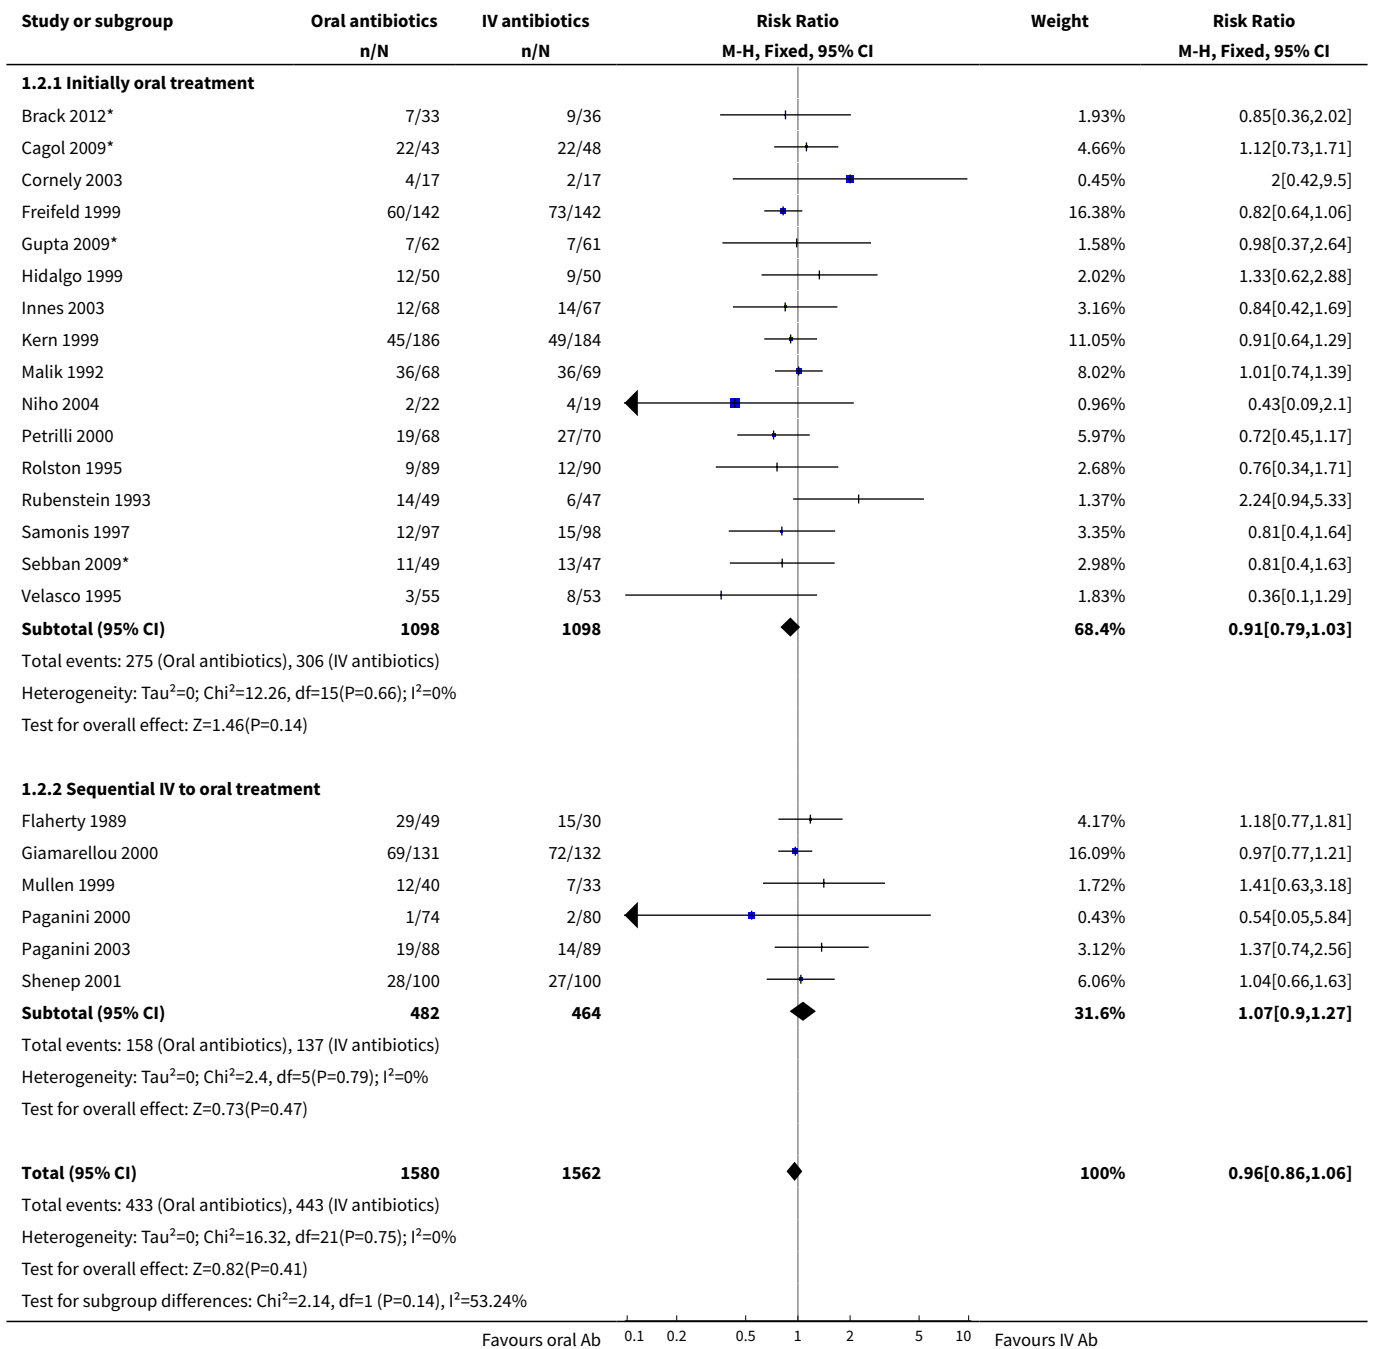 Study or subgroup Oral antibiotics IV antibiotics Risk Ratio Weight Risk Ratio
n/N n/N M-H, Fixed, 95% CI M-H, Fixed, 95% CI
1.2.1 Initially oral treatment
Brack 2012* 7/33 9/36 1.93% 0.85[0.36,2.02]
Cagol 2009* 22/43 22/48 4.66% 1.12[0.73,1.71]
Cornely 2003 4/17 2/17 0.45% 2[0.42,9.5]
Freifeld 1999 60/142 73/142 16.38% 0.82[0.64,1.06]
Gupta 2009* 7/62 7/61 1.58% 0.98[0.37,2.64]
Hidalgo 1999 12/50 9/50 2.02% 1.33[0.62,2.88]
Innes 2003 12/68 14/67 3.16% 0.84[0.42,1.69]
Kern 1999 45/186 49/184 11.05% 0.91[0.64,1.29]
Malik 1992 36/68 36/69 8.02% 1.01[0.74,1.39]
Niho 2004 2/22 4/19 0.96% 0.43[0.09,2.1]
Petrilli 2000 19/68 27/70 5.97% 0.72[0.45,1.17]
Rolston 1995 9/89 12/90 2.68% 0.76[0.34,1.71]
Rubenstein 1993 14/49 6/47 1.37% 2.24[0.94,5.33]
Samonis 1997 12/97 15/98 3.35% 0.81[0.4,1.64]
Sebban 2009* 11/49 13/47 2.98% 0.81[0.4,1.63]
Velasco 1995 3/55 8/53 1.83% 0.36[0.1,1.29]
Subtotal (95% CI) 1098 1098 68.4% 0.91[0.79,1.03]
Total events: 275 (Oral antibiotics), 306 (IV antibiotics)
Heterogeneity: Tau²=0; Chi²=12.26, df=15(P=0.66); I²=0%
Test for overall effect: Z=1.46(P=0.14)
1.2.2 Sequential IV to oral treatment
Flaherty 1989 29/49 15/30 4.17% 1.18[0.77,1.81]
Giamarellou 2000 69/131 72/132 16.09% 0.97[0.77,1.21]
Mullen 1999 12/40 7/33 1.72% 1.41[0.63,3.18]
Paganini 2000 1/74 2/80 0.43% 0.54[0.05,5.84]
Paganini 2003 19/88 14/89 3.12% 1.37[0.74,2.56]
Shenep 2001 28/100 27/100 6.06% 1.04[0.66,1.63]
Subtotal (95% CI) 482 464 31.6% 1.07[0.9,1.27]
Total events: 158 (Oral antibiotics), 137 (IV antibiotics)
Heterogeneity: Tau²=0; Chi²=2.4, df=5(P=0.79); I²=0%
Test for overall effect: Z=0.73(P=0.47)
Total (95% CI) 1580 1562 100% 0.96[0.86,1.06]
Total events: 433 (Oral antibiotics), 443 (IV antibiotics)
Heterogeneity: Tau²=0; Chi²=16.32, df=21(P=0.75); I²=0%
Test for overall effect: Z=0.82(P=0.41)
Test for subgroup differences: Chi²=2.14, df=1 (P=0.14), I²=53.24%
Favours oral Ab 0.1 0.2 0.5 1 2 5 10 Favours IV Ab